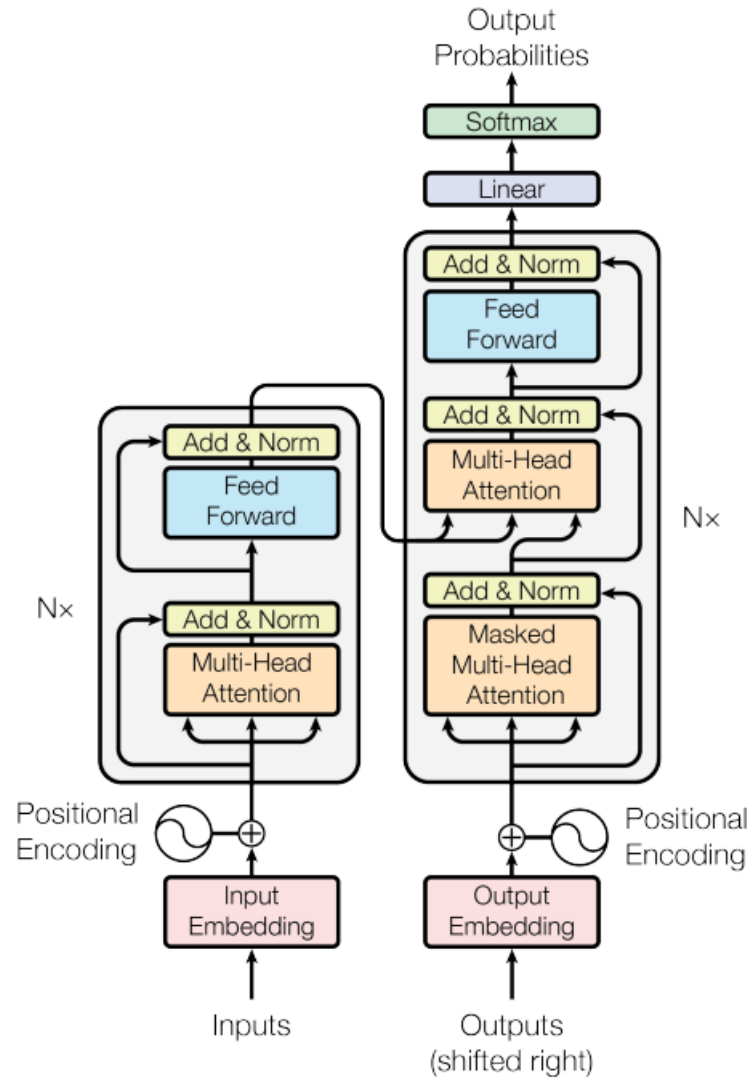 Output
Probabilities
Softmax
Linear
Add & Norm
Feed
Forward
Add & Norm
Multi-Head
Attention
Add & Norm
Masked
Multi-Head
Attention
Nx
Add & Norm
Feed
Forward
Add & Norm
Multi-Head
Attention
Nx
Positional
Encoding
Positional
Encoding
Input
Embedding
Output
Embedding
Inputs
Outputs
(shifted right)